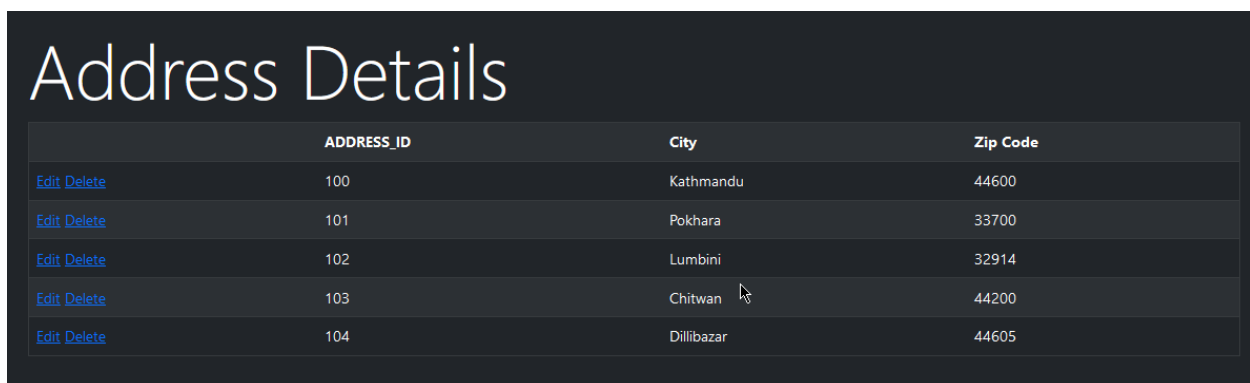 Address Details
ADDRESS_ID City Zip Code
Edit Delete 100 Kathmandu 44600
Edit Delete 101 Pokhara 33700
Edit Delete 102 Lumbini 32914
Edit Delete 103 Chitwan 44200
Edit Delete 104 Dillibazar 44605